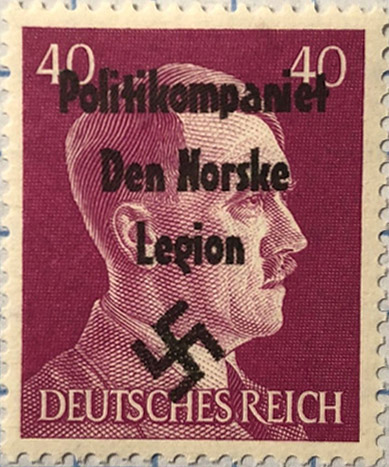 40 40
Politikompaniet
Den Norske
Legion
DEUTSCHES REICH